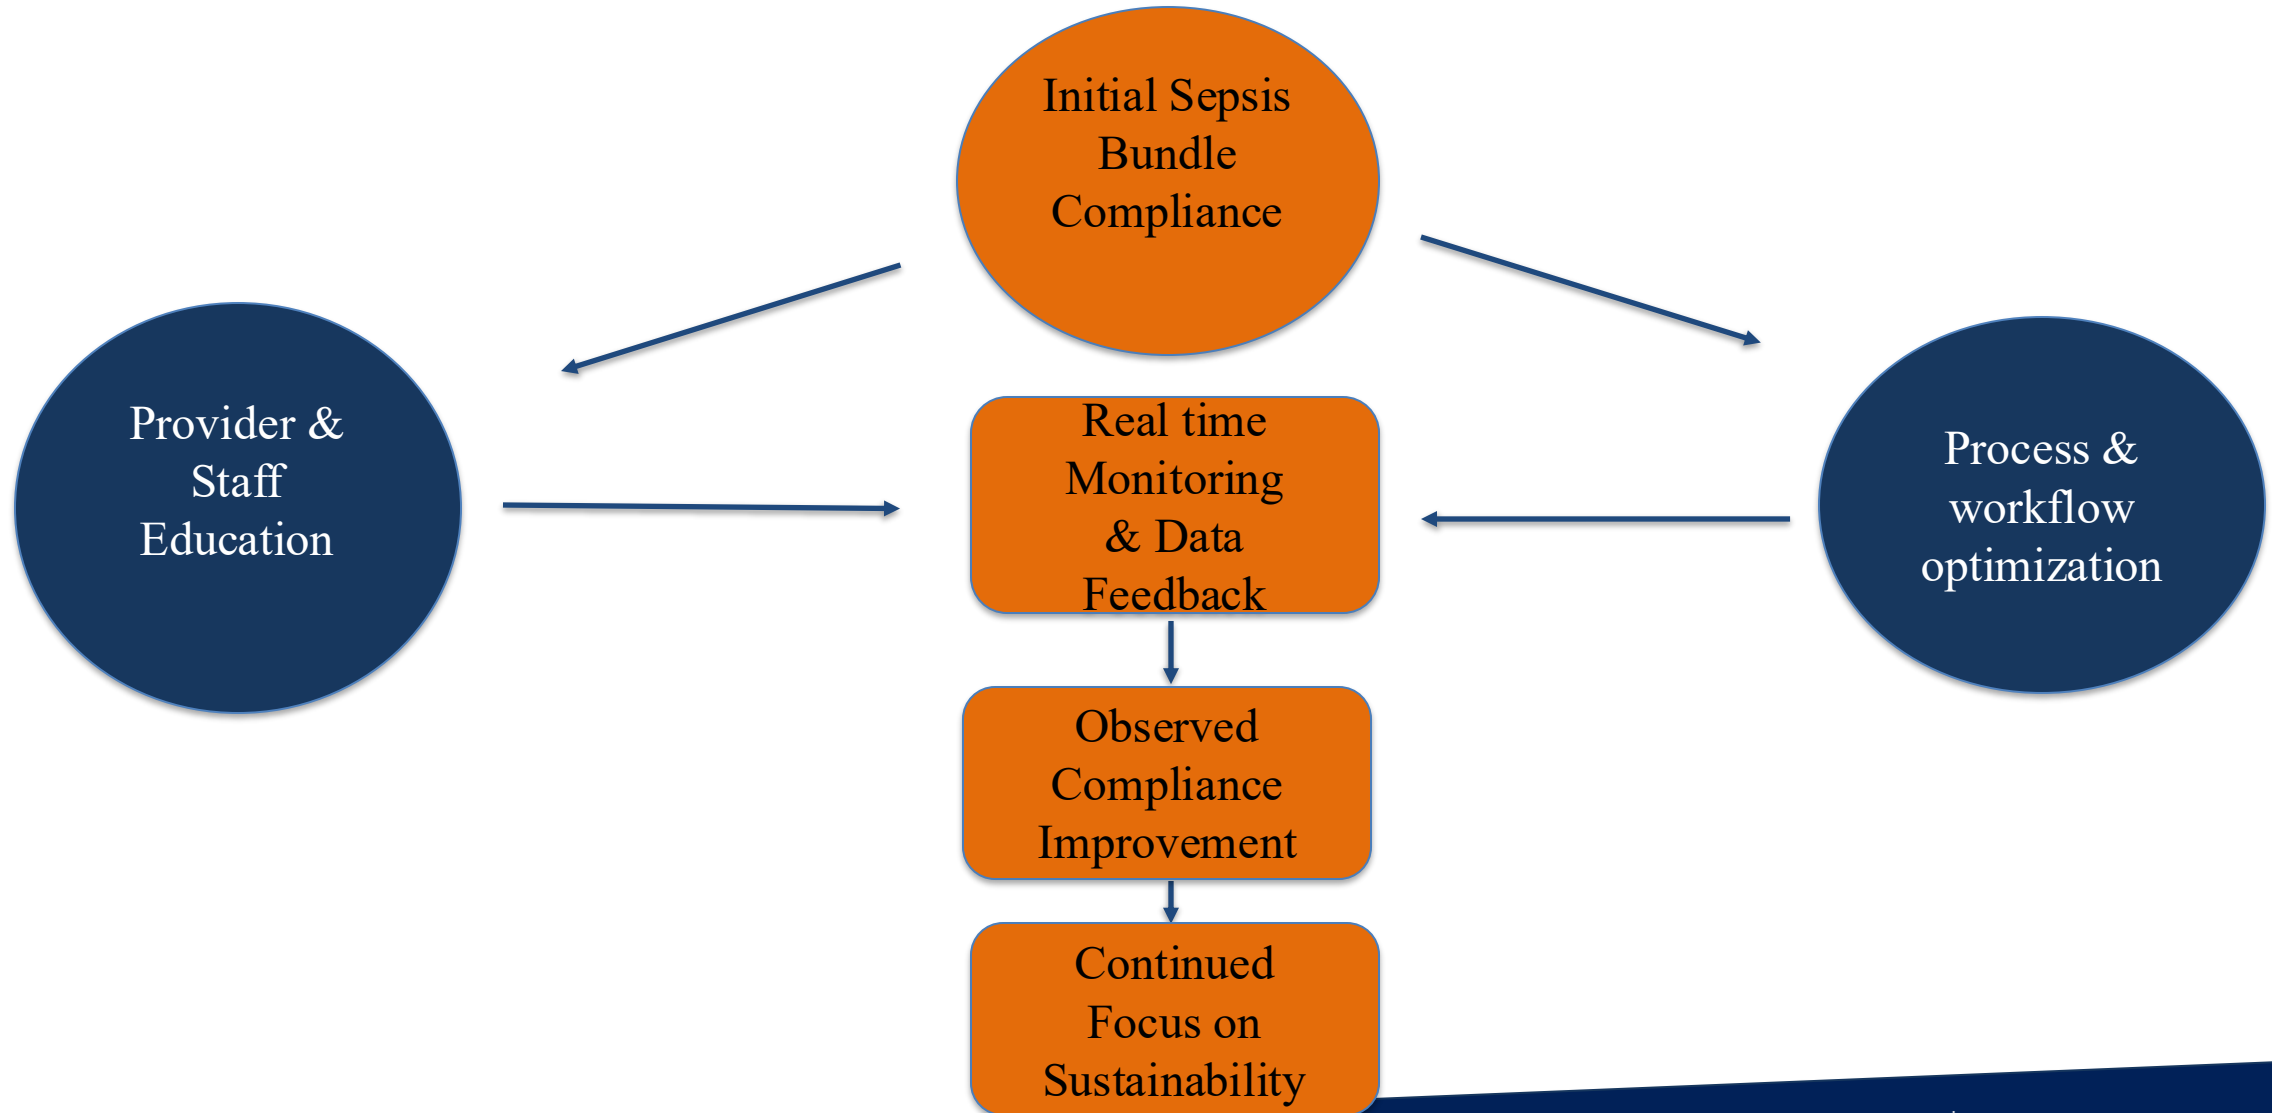 Initial Sepsis
Bundle
Compliance
Provider &
Staff
Education
Real time
Monitoring
& Data
Feedback
Process &
workflow
optimization
Observed
Compliance
Improvement
Continued
Focus on
Sustainability